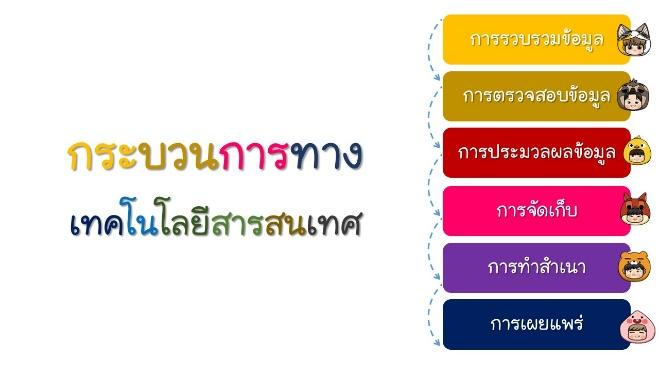 กระบวนการทาง
เทคโนโลยีสารสนเทศ
การรวบรวมข้อมูล
การตรวจสอบข้อมูล
การประมวลผลข้อมูล
การจัดเก็บ
การทำสำเนา
การเผยแพร่